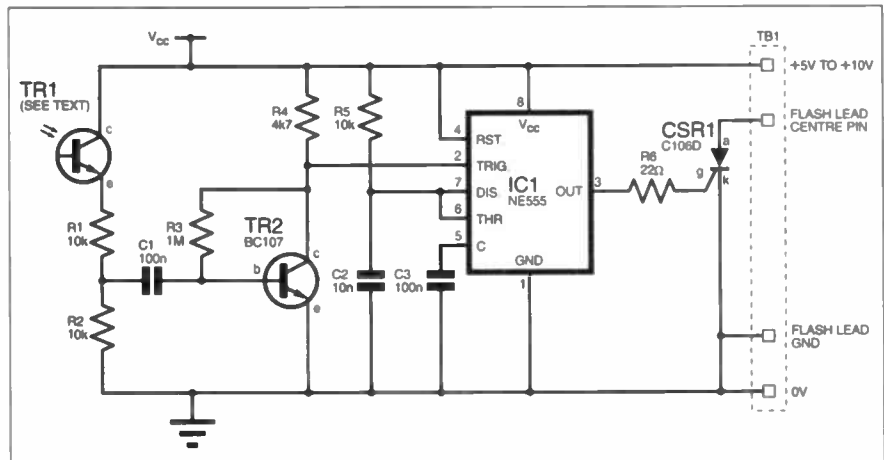 VCC
TR1
(SEE TEXT)
c
e
R1
10k
R2
10k
C1
100n
R3
1M
R4
4k7
R5
10k
TR2
BC107
b
c
e
C2
10n
C3
100n
8
VCC
4
RST
2
TRIG
7
DIS
6
THR
5
C
IC1
NE555
OUT
3
GND
1
R6
22Ω
CSR1
C106D
a
g
k
TB1
+5V TO +10V
FLASH LEAD
CENTRE PIN
FLASH LEAD
GND
0V